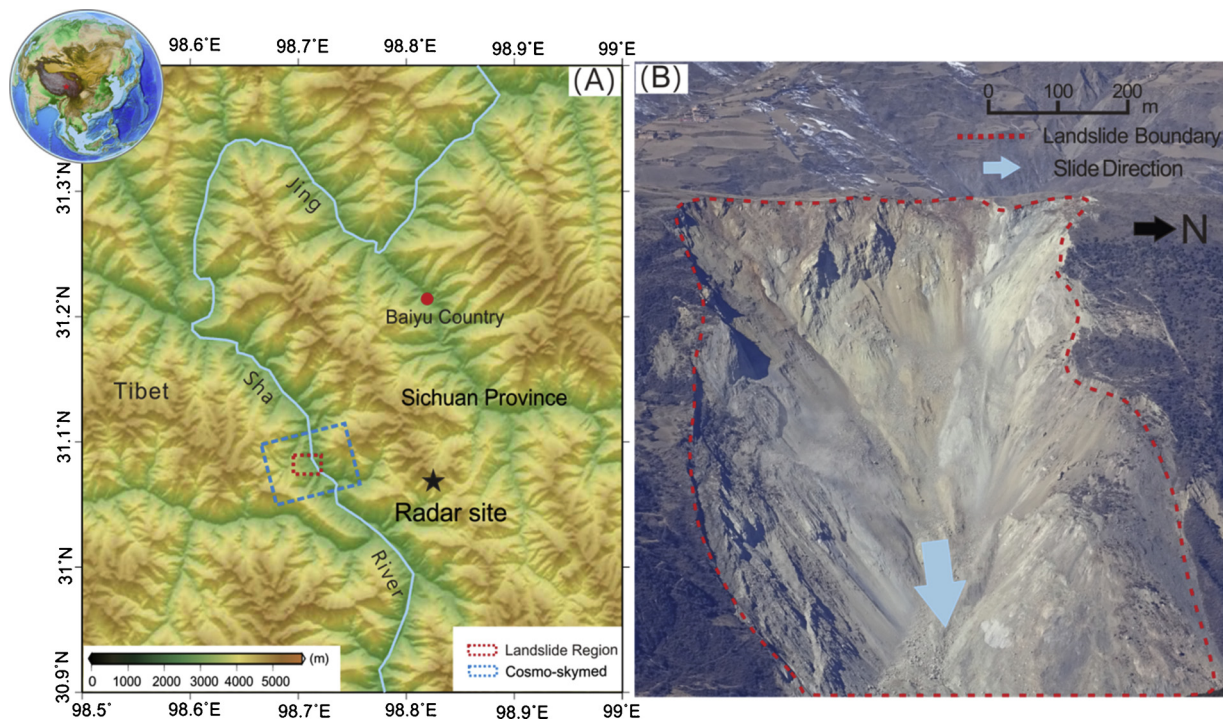 98.6°E 98.7°E 98.8°E 98.9°E 99°E
(A)
31.3°N
31.2°N
31.1°N
31°N
30.9°N
Jing
Baiyu Country
Sha
Tibet
Sichuan Province
Radar site
River
(m)
0 1000 2000 3000 4000 5000
Landslide Region
Cosmo-skymed
98.5° 98.6°E 98.7°E 98.8°E 98.9°E 99°E
(B)
0 100 200
m
Landslide Boundary
Slide Direction
N